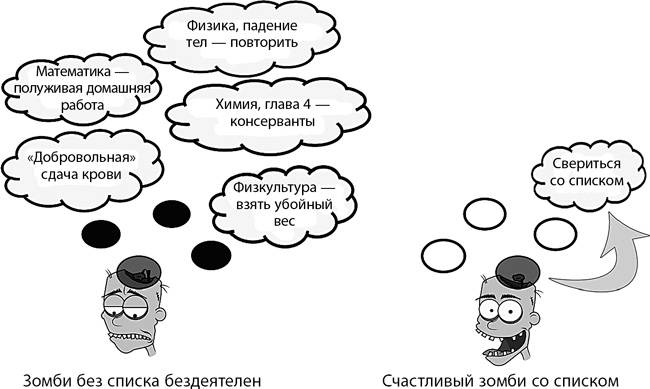 Физика, падение
тел — повторить
Математика —
полуживая домашняя
работа
Химия, глава 4 —
консерванты
«Добровольная»
сдача крови
Физкультура —
взять убойный
вес
Свериться
со списком
Зомби без списка бездеятелен
Счастливый зомби со списком